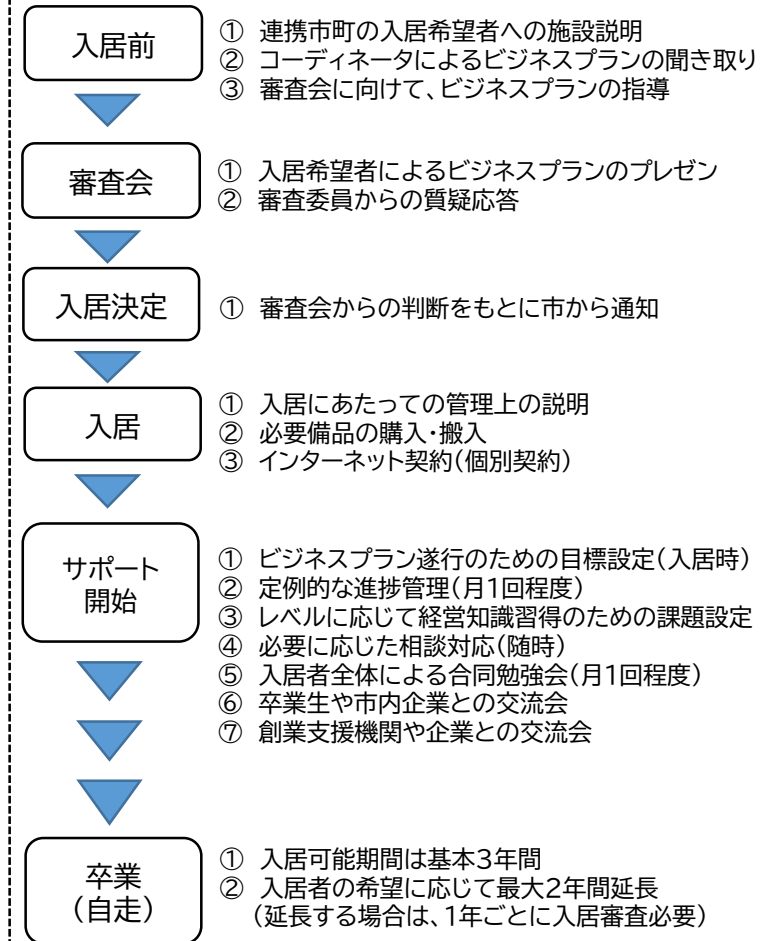 入居前
① 連携市町の入居希望者への施設説明
② コーディネータによるビジネスプランの聞き取り
③ 審査会に向けて、ビジネスプランの指導
審査会
① 入居希望者によるビジネスプランのプレゼン
② 審査委員からの質疑応答
入居決定
① 審査会からの判断をもとに市から通知
入居
① 入居にあたっての管理上の説明
② 必要備品の購入・搬入
③ インターネット契約(個別契約)
サポート
開始
① ビジネスプラン遂行のための目標設定(入居時)
② 定例的な進捗管理(月1回程度)
③ レベルに応じて経営知識習得のための課題設定
④ 必要に応じた相談対応(随時)
⑤ 入居者全体による合同勉強会(月1回程度)
⑥ 卒業生や市内企業との交流会
⑦ 創業支援機関や企業との交流会
卒業
(自走)
① 入居可能期間は基本3年間
② 入居者の希望に応じて最大2年間延長
(延長する場合は、1年ごとに入居審査必要)